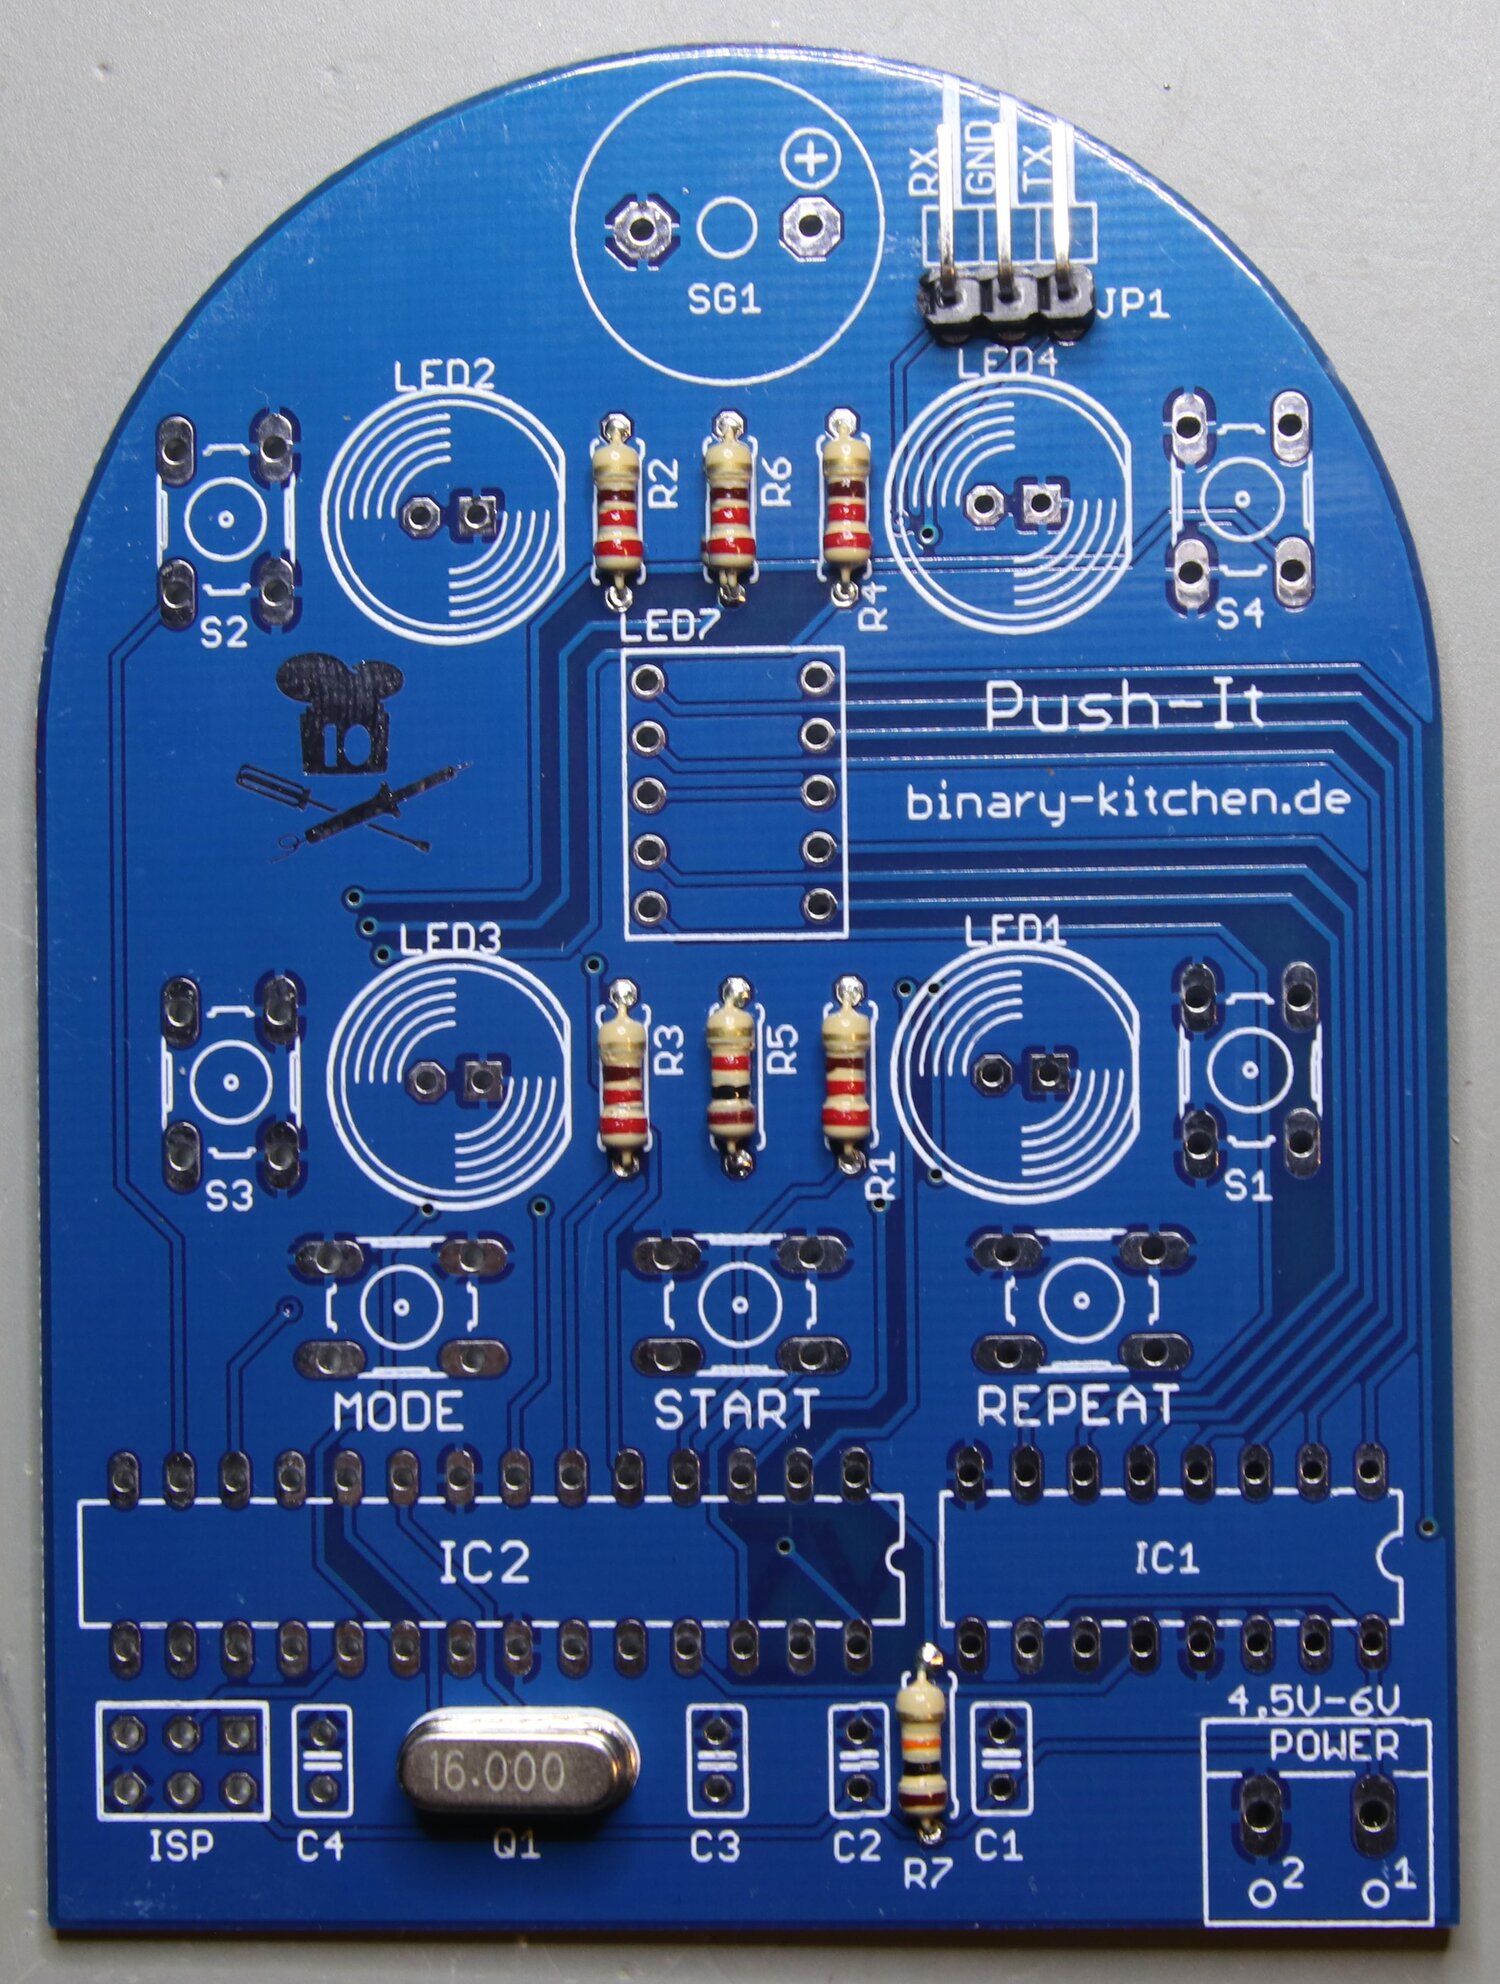 RX
GND
TX
SG1
JP1
LED2
LED4
R2
R6
R4
S2
LED7
S4
Push-It
10
binary-kitchen.de
LED3
LED1
R3
R5
R1
S3
S1
MODE
START
REPEAT
IC2
IC1
4,5V-6V
POWER
16.000
ISP
C4
Q1
C3
C2
R7
C1
2
1